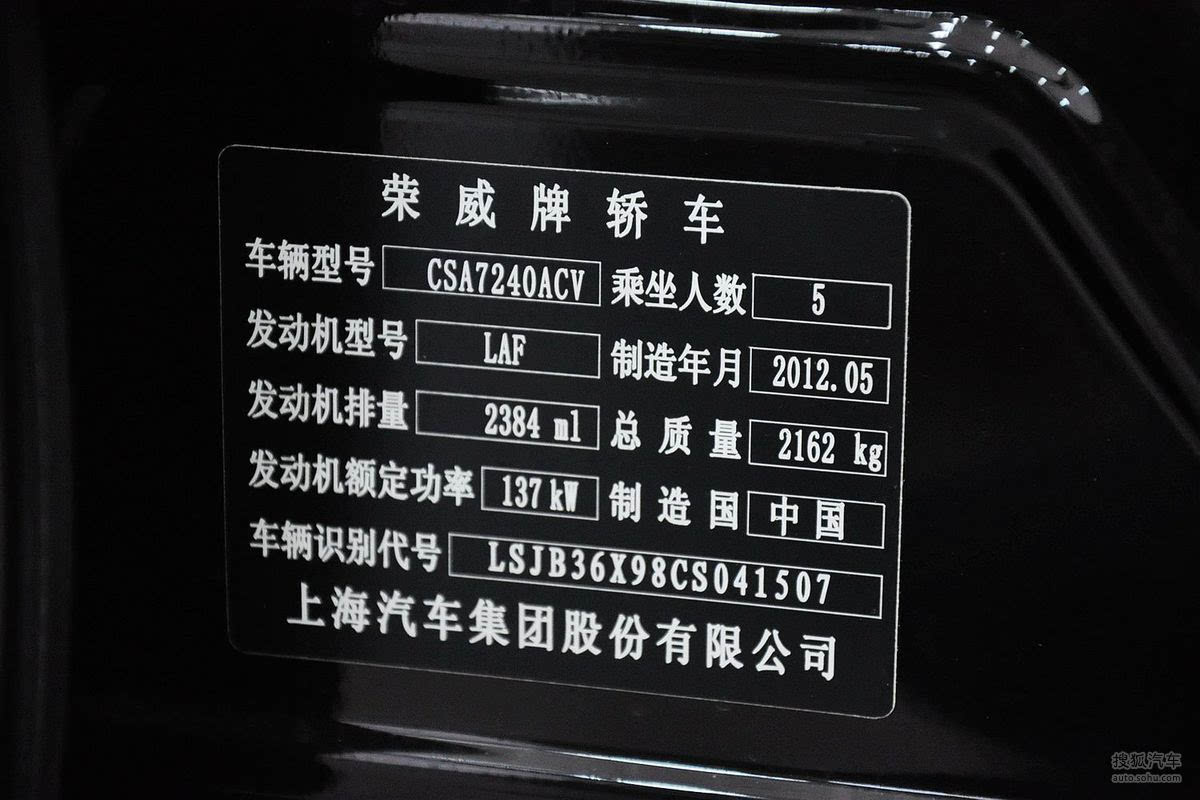 荣威牌轿车
车辆型号 CSA7240ACV 乘坐人数 5
发动机型号 LAF 制造年月 2012.05
发动机排量 2384 ml 总质量 2162 kg
发动机额定功率 137 kW 制造国 中国
车辆识别代号 LSJB36X98CS041507
上海汽车集团股份有限公司
搜狐汽车
auto.sohu.com